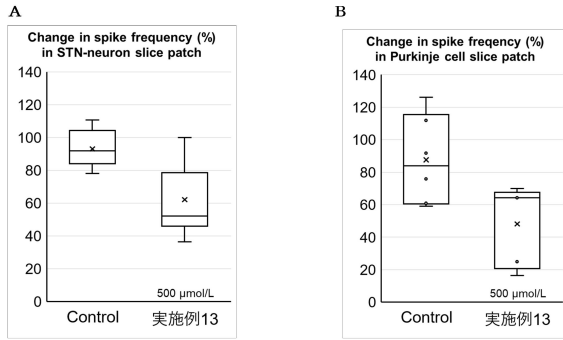 A
Change in spike frequency (%)
in STN-neuron slice patch
140
120
100
80
60
40
20
0
500 μmol/L
Control
実施例13
B
Change in spike freqency (%)
in Purkinje cell slice patch
140
120
100
80
60
40
20
0
500 μmol/L
Control
実施例13